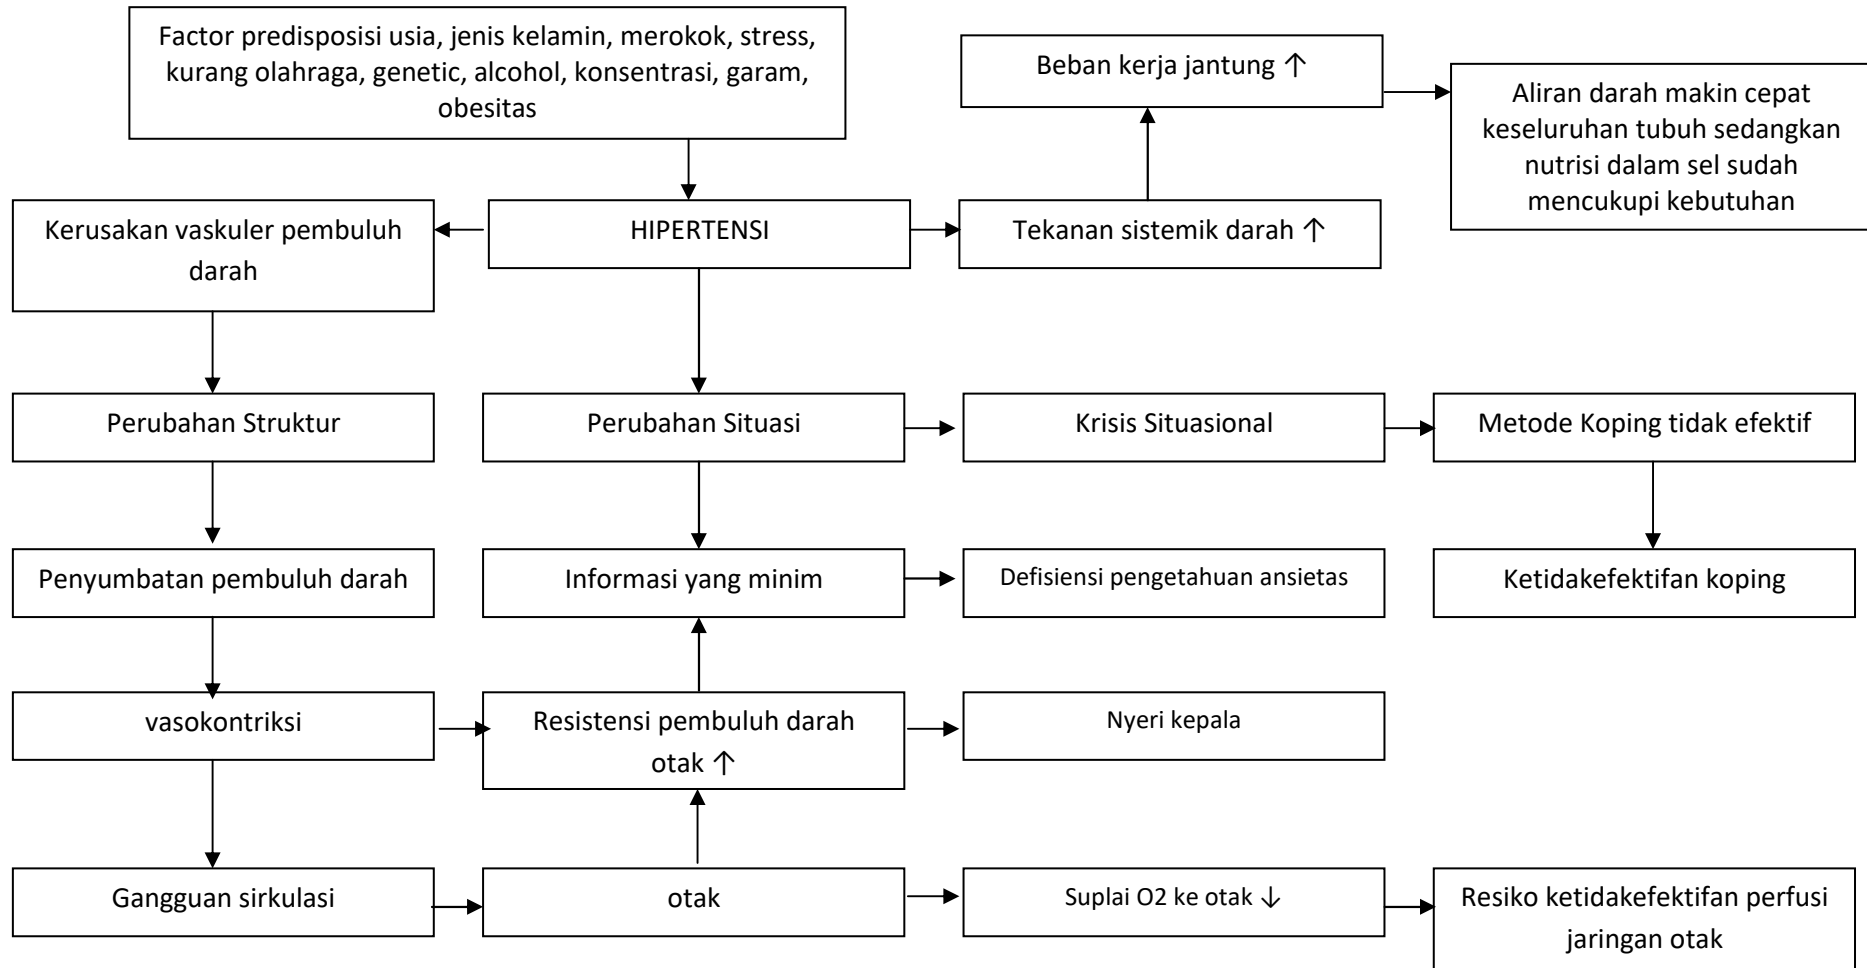 Factor predisposisi usia, jenis kelamin, merokok, stress,
kurang olahraga, genetic, alcohol, konsentrasi, garam,
obesitas
Beban kerja jantung ↑
Aliran darah makin cepat
keseluruhan tubuh sedangkan
nutrisi dalam sel sudah
mencukupi kebutuhan
Kerusakan vaskuler pembuluh
darah
HIPERTENSI
Tekanan sistemik darah ↑
Perubahan Struktur
Perubahan Situasi
Krisis Situasional
Metode Koping tidak efektif
Penyumbatan pembuluh darah
Informasi yang minim
Defisiensi pengetahuan ansietas
Ketidakefektifan koping
vasokontriksi
Resistensi pembuluh darah
otak ↑
Nyeri kepala
Gangguan sirkulasi
otak
Suplai O2 ke otak ↓
Resiko ketidakefektifan perfusi
jaringan otak